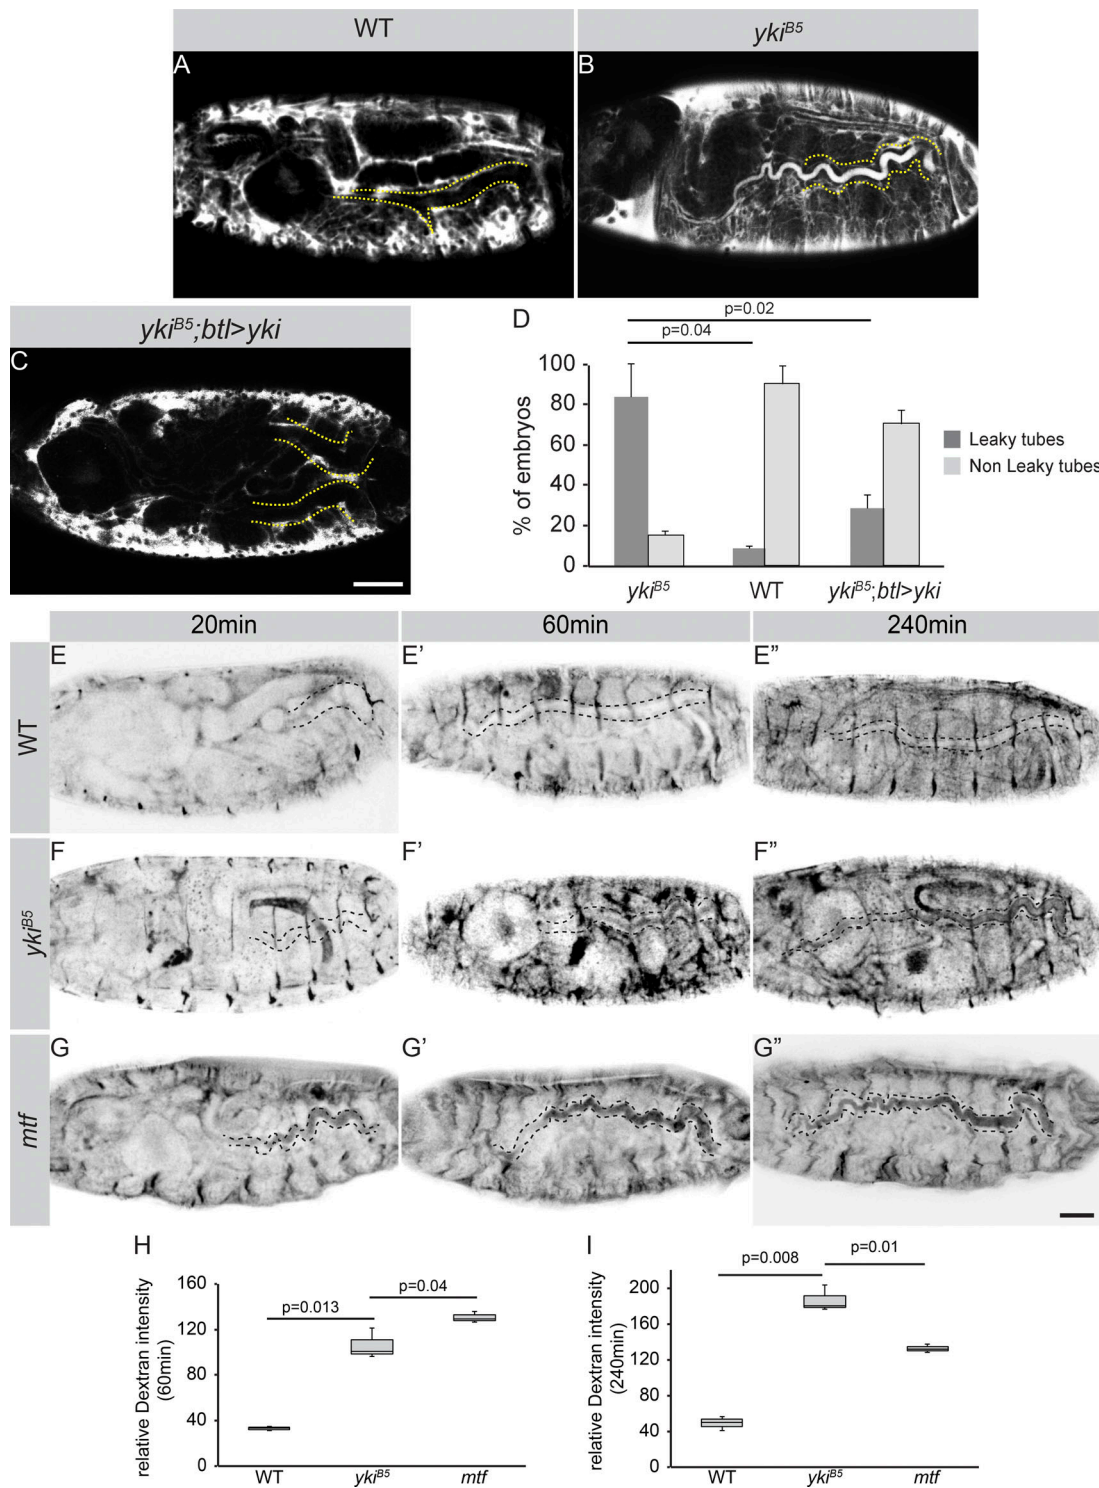 WT
yki^B5
A
B
yki^B5;btl>yki
C
D
p=0.02
p=0.04
100
80
60
40
20
0
% of embryos
yki^B5
WT
yki^B5;btl>yki
Leaky tubes
Non Leaky tubes
20min
60min
240min
WT
E
E’
E”
yki^B5
F
F’
F”
mtf
G
G’
G”
H
p=0.013
p=0.04
160
120
80
40
0
relative Dextran intensity
(60min)
WT
yki^B5
mtf
I
p=0.008
p=0.01
200
160
120
80
40
0
relative Dextran intensity
(240min)
WT
yki^B5
mtf